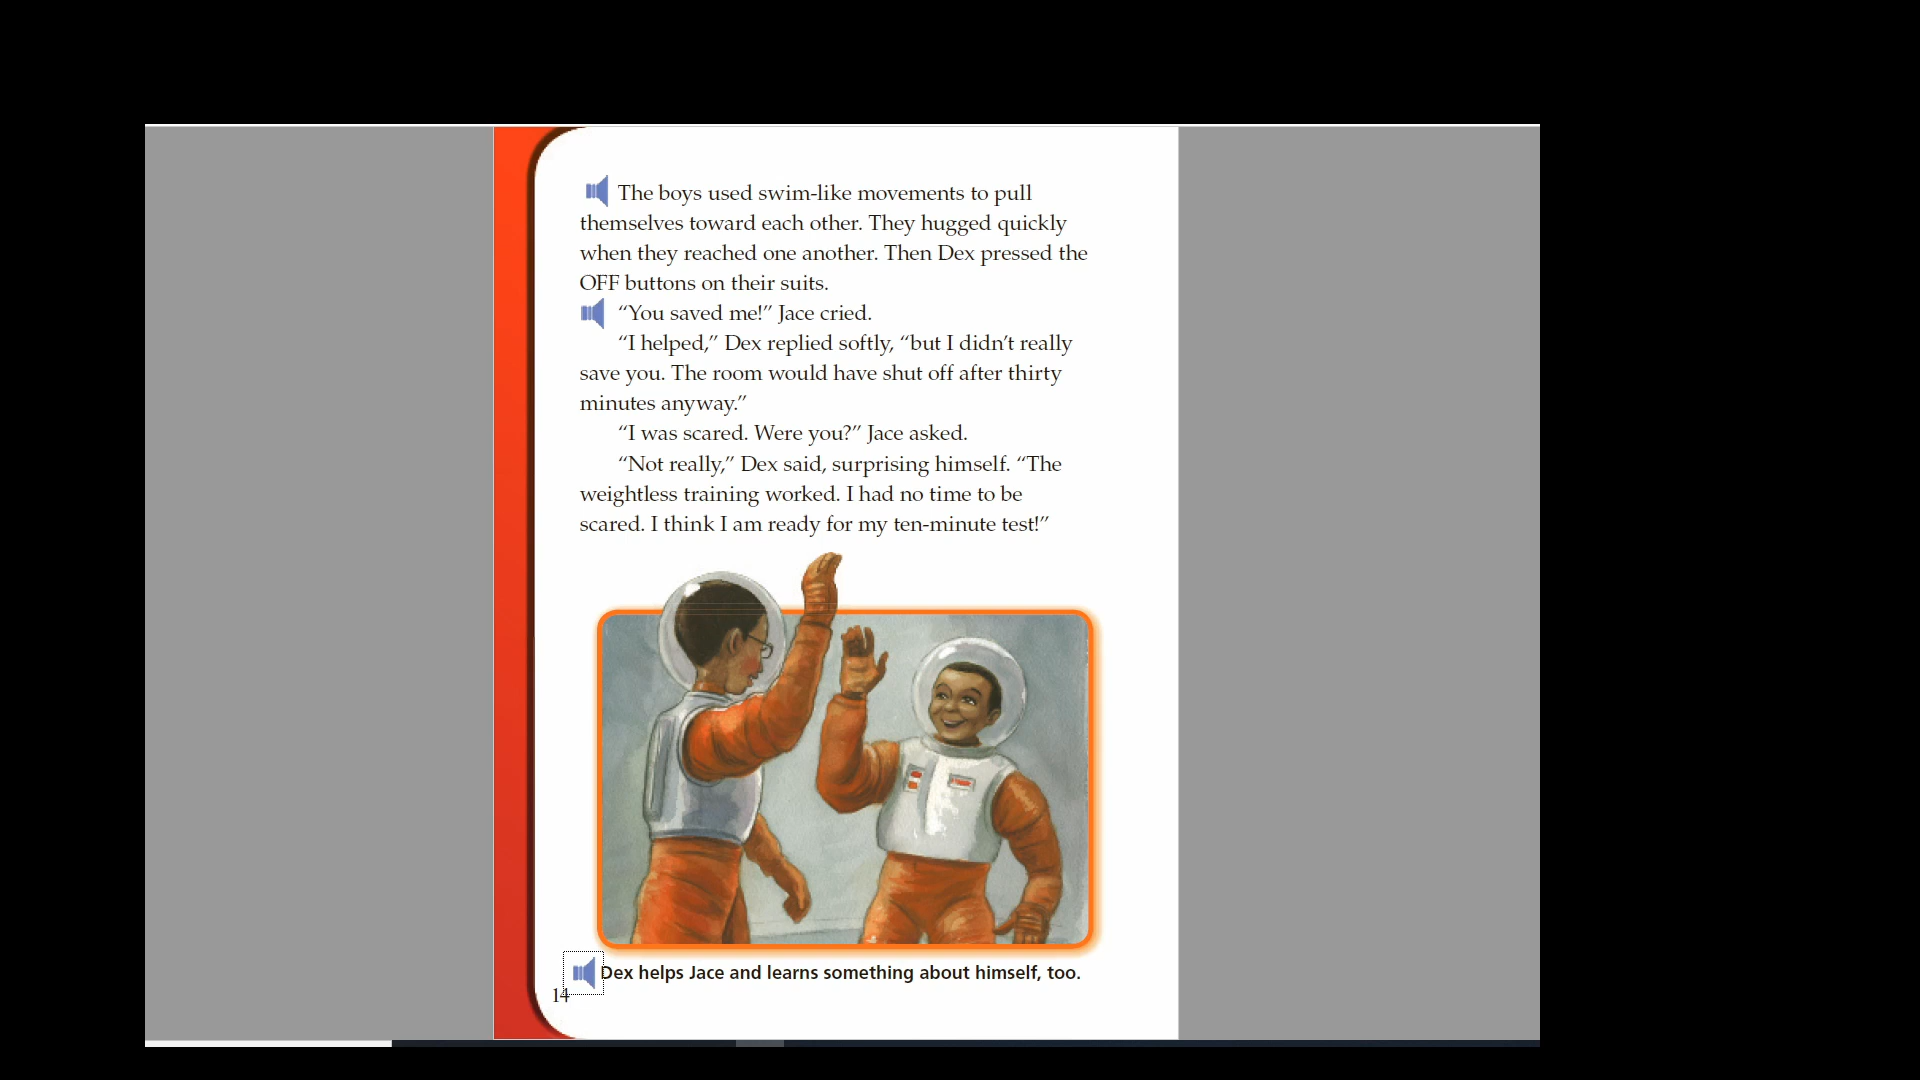 The boys used swim-like movements to pull
themselves toward each other. They hugged quickly
when they reached one another. Then Dex pressed the
OFF buttons on their suits.
“You saved me!” Jace cried.
“I helped,” Dex replied softly, “but I didn’t really
save you. The room would have shut off after thirty
minutes anyway.”
“I was scared. Were you?” Jace asked.
“Not really,” Dex said, surprising himself. “The
weightless training worked. I had no time to be
scared. I think I am ready for my ten-minute test!”
Dex helps Jace and learns something about himself, too.
14